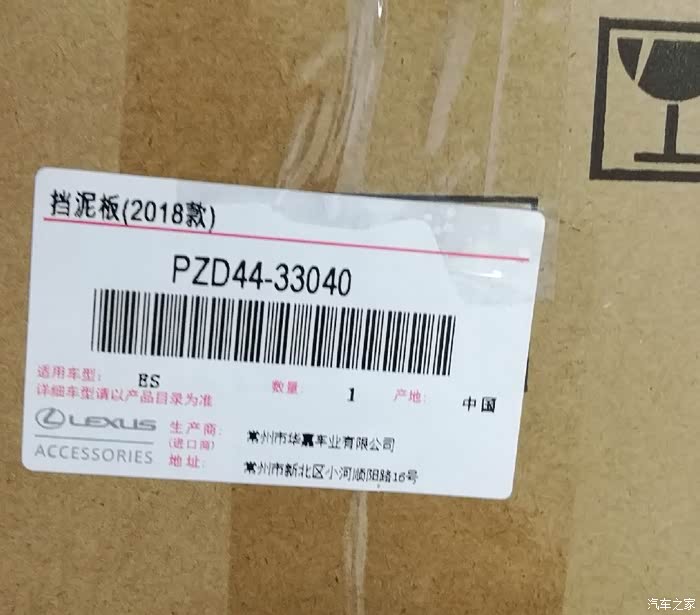 挡泥板(2018款)
PZD44-33040
适用车型: ES 数量: 1 产地: 中国
详细车型请以产品目录为准
LEXUS
ACCESSORIES
生产商: 常州市华嘉车业有限公司
(进口商)
地址: 常州市新北区小河顺阳路16号
汽车之家